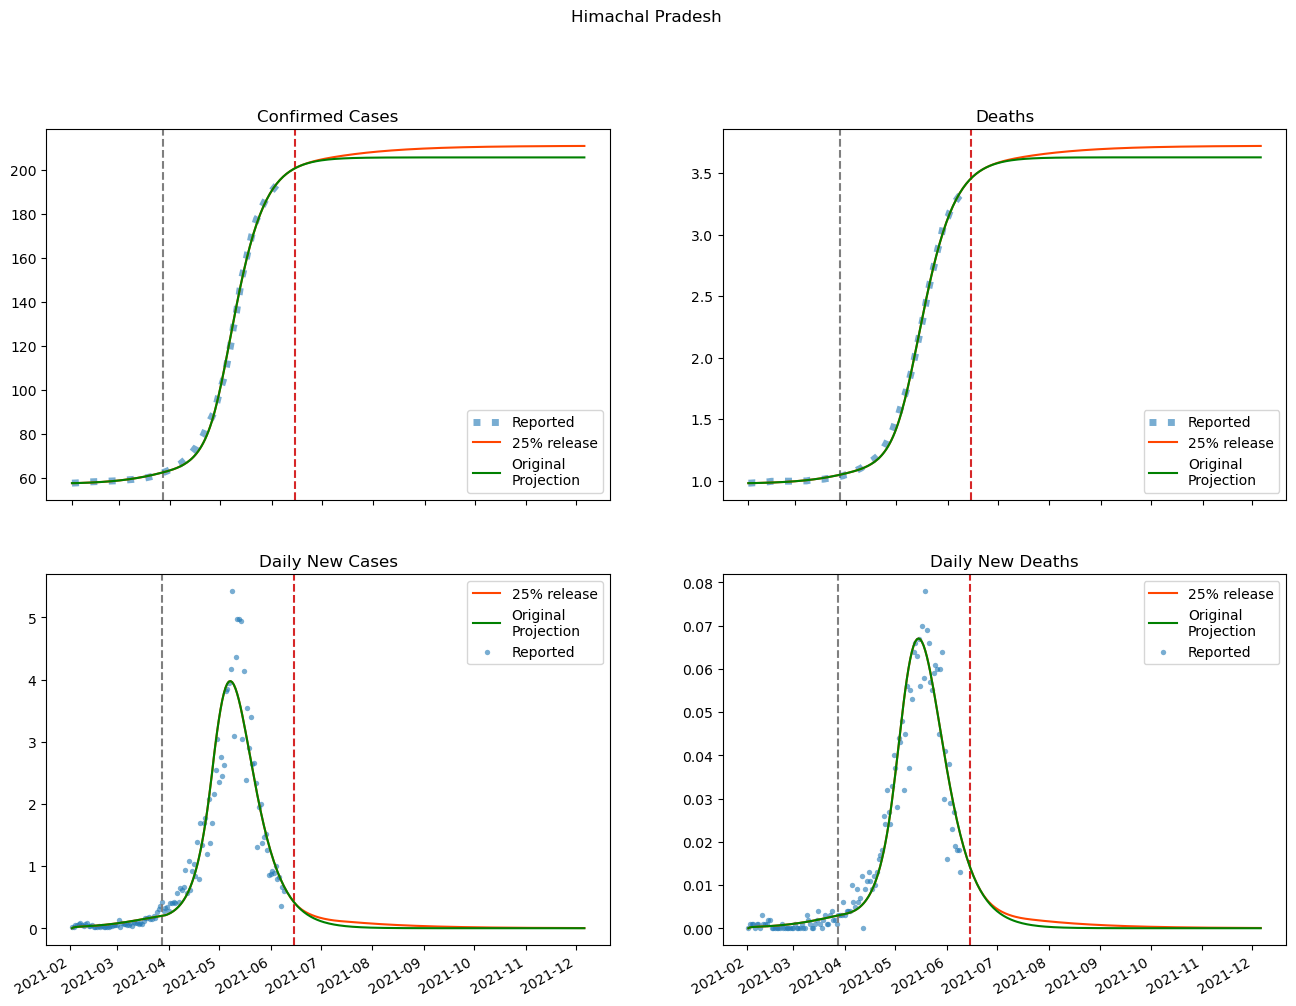 Himachal Pradesh
Confirmed Cases
200
180
160
140
120
100
80
60
Reported
25% release
Original
Projection
Deaths
3.5
3.0
2.5
2.0
1.5
1.0
Reported
25% release
Original
Projection
Daily New Cases
5
4
3
2
1
0
25% release
Original
Projection
Reported
2021-02
2021-03
2021-04
2021-05
2021-06
2021-07
2021-08
2021-09
2021-10
2021-11
2021-12
Daily New Deaths
0.08
0.07
0.06
0.05
0.04
0.03
0.02
0.01
0.00
25% release
Original
Projection
Reported
2021-02
2021-03
2021-04
2021-05
2021-06
2021-07
2021-08
2021-09
2021-10
2021-11
2021-12